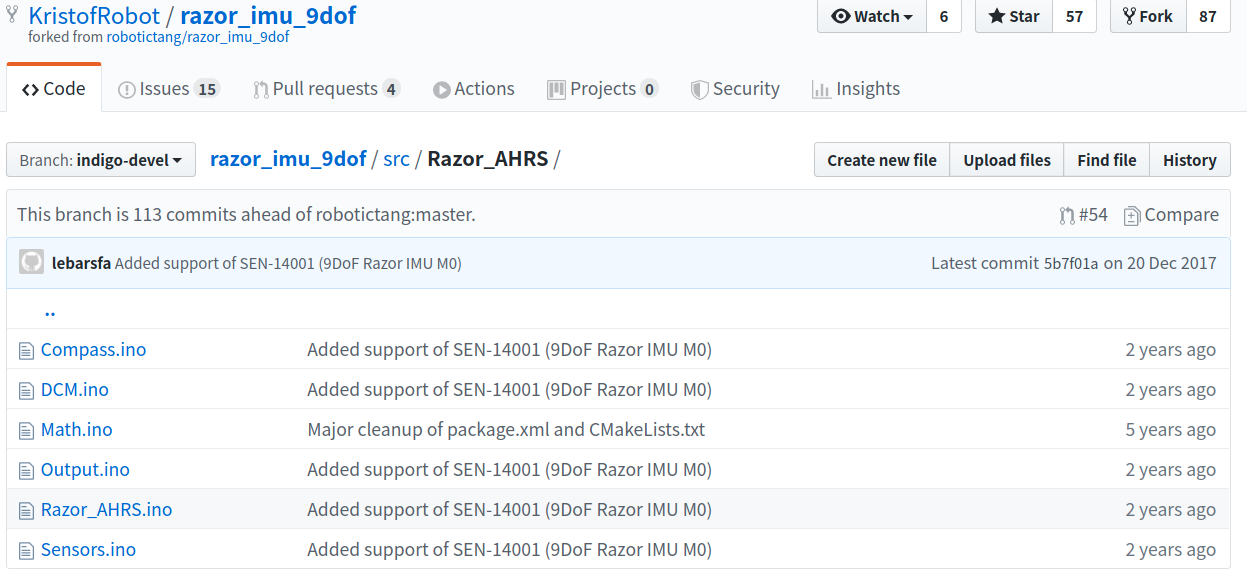 KristofRobot / razor_imu_9dof
Watch 6 Star 57 Fork 87
forked from robotictang/razor_imu_9dof
Code Issues 15 Pull requests 4 Actions Projects 0 Security Insights
Branch: indigo-devel razor_imu_9dof / src / Razor_AHRS / Create new file Upload files Find file History
This branch is 113 commits ahead of robotictang:master. #54 Compare
lebarsfa Added support of SEN-14001 (9DoF Razor IMU M0) Latest commit 5b7f01a on 20 Dec 2017
..
Compass.ino Added support of SEN-14001 (9DoF Razor IMU M0) 2 years ago
DCM.ino Added support of SEN-14001 (9DoF Razor IMU M0) 2 years ago
Math.ino Major cleanup of package.xml and CMakeLists.txt 5 years ago
Output.ino Added support of SEN-14001 (9DoF Razor IMU M0) 2 years ago
Razor_AHRS.ino Added support of SEN-14001 (9DoF Razor IMU M0) 2 years ago
Sensors.ino Added support of SEN-14001 (9DoF Razor IMU M0) 2 years ago